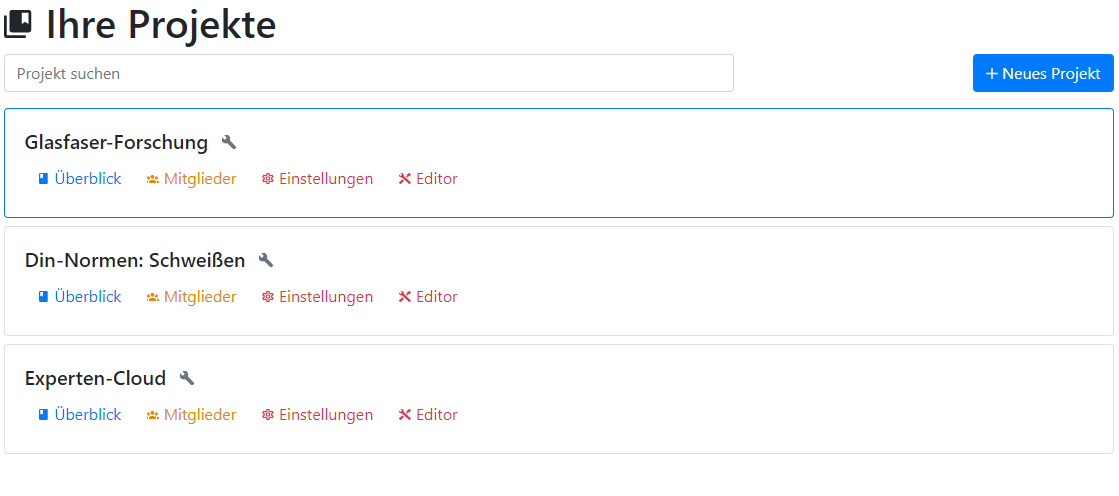 Ihre Projekte
Projekt suchen
Neues Projekt
Glasfaser-Forschung
Überblick Mitglieder Einstellungen Editor
Din-Normen: Schweißen
Überblick Mitglieder Einstellungen Editor
Experten-Cloud
Überblick Mitglieder Einstellungen Editor